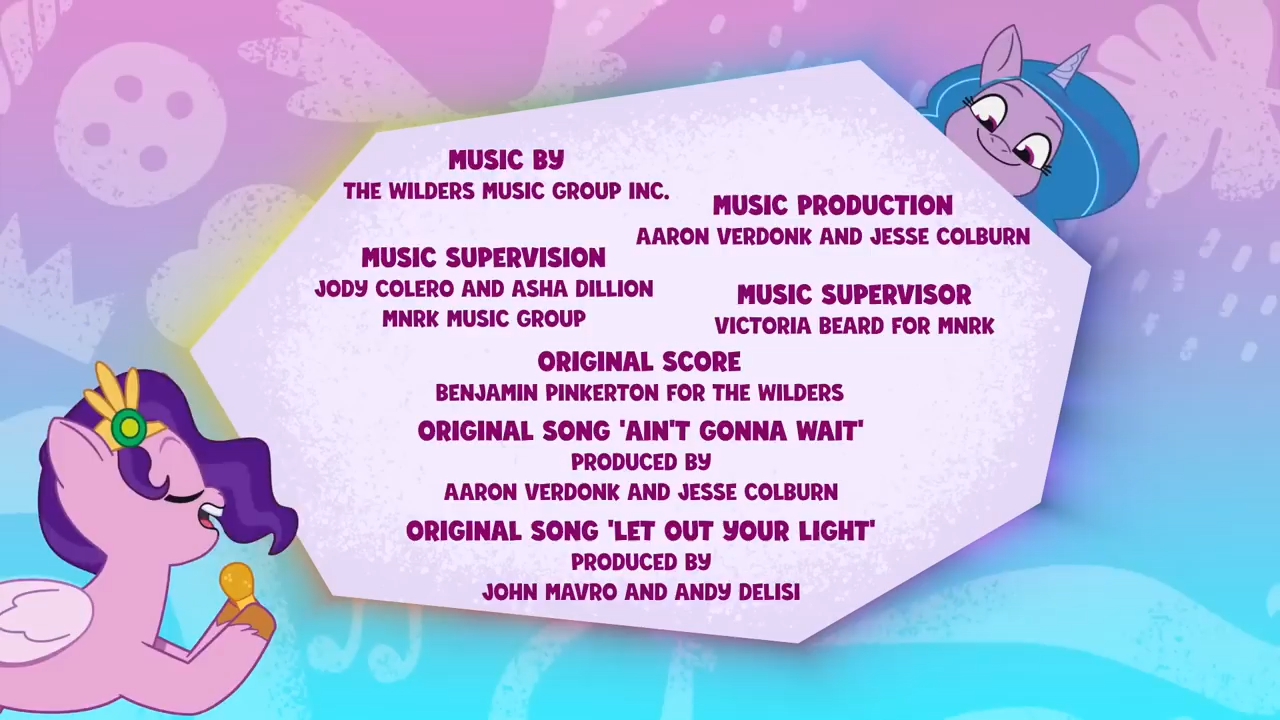 MUSIC BY
THE WILDERS MUSIC GROUP INC.
MUSIC PRODUCTION
AARON VERDONK AND JESSE COLBURN
MUSIC SUPERVISION
JODY COLERO AND ASHA DILLION
MNRK MUSIC GROUP
MUSIC SUPERVISOR
VICTORIA BEARD FOR MNRK
ORIGINAL SCORE
BENJAMIN PINKERTON FOR THE WILDERS
ORIGINAL SONG 'AIN'T GONNA WAIT'
PRODUCED BY
AARON VERDONK AND JESSE COLBURN
ORIGINAL SONG 'LET OUT YOUR LIGHT'
PRODUCED BY
JOHN MAVRO AND ANDY DELISI